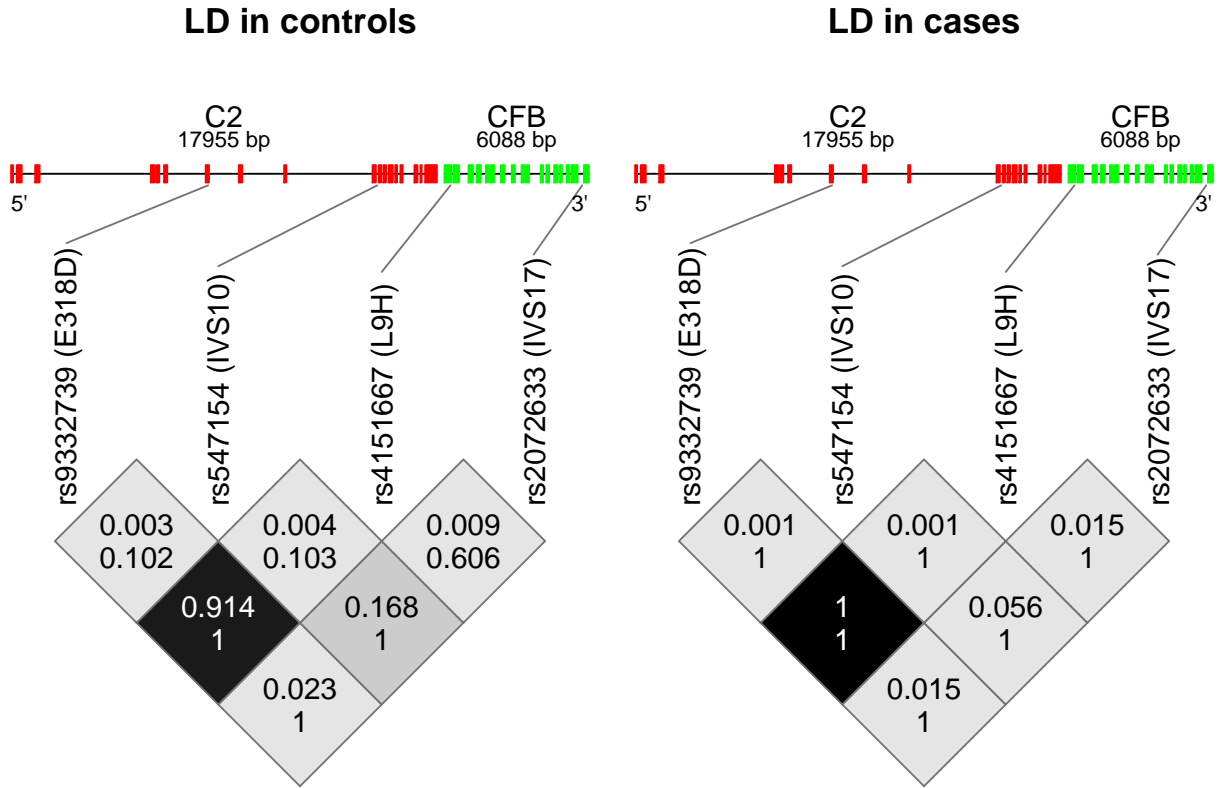 LD in controls
C2
17955 bp
CFB
6088 bp
5'
3'
rs9332739 (E318D)
rs547154 (IVS10)
rs4151667 (L9H)
rs2072633 (IVS17)
0.003
0.102
0.004
0.103
0.009
0.606
0.914
1
0.168
1
0.023
1
LD in cases
C2
17955 bp
CFB
6088 bp
5'
3'
rs9332739 (E318D)
rs547154 (IVS10)
rs4151667 (L9H)
rs2072633 (IVS17)
0.001
1
0.001
1
0.015
1
1
1
0.056
1
0.015
1